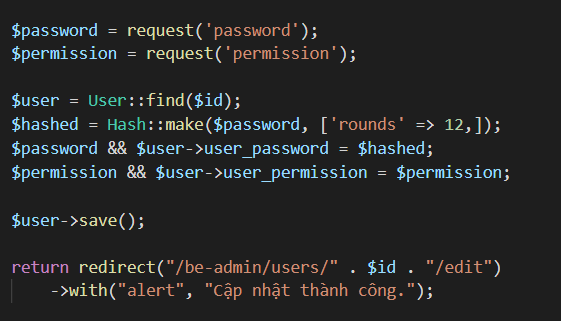 $password = request('password');
$permission = request('permission');
$user = User::find($id);
$hashed = Hash::make($password, ['rounds' => 12,]);
$password && $user->user_password = $hashed;
$permission && $user->user_permission = $permission;
$user->save();
return redirect("/be-admin/users/" . $id . "/edit")
->with("alert", "Cập nhật thành công.");